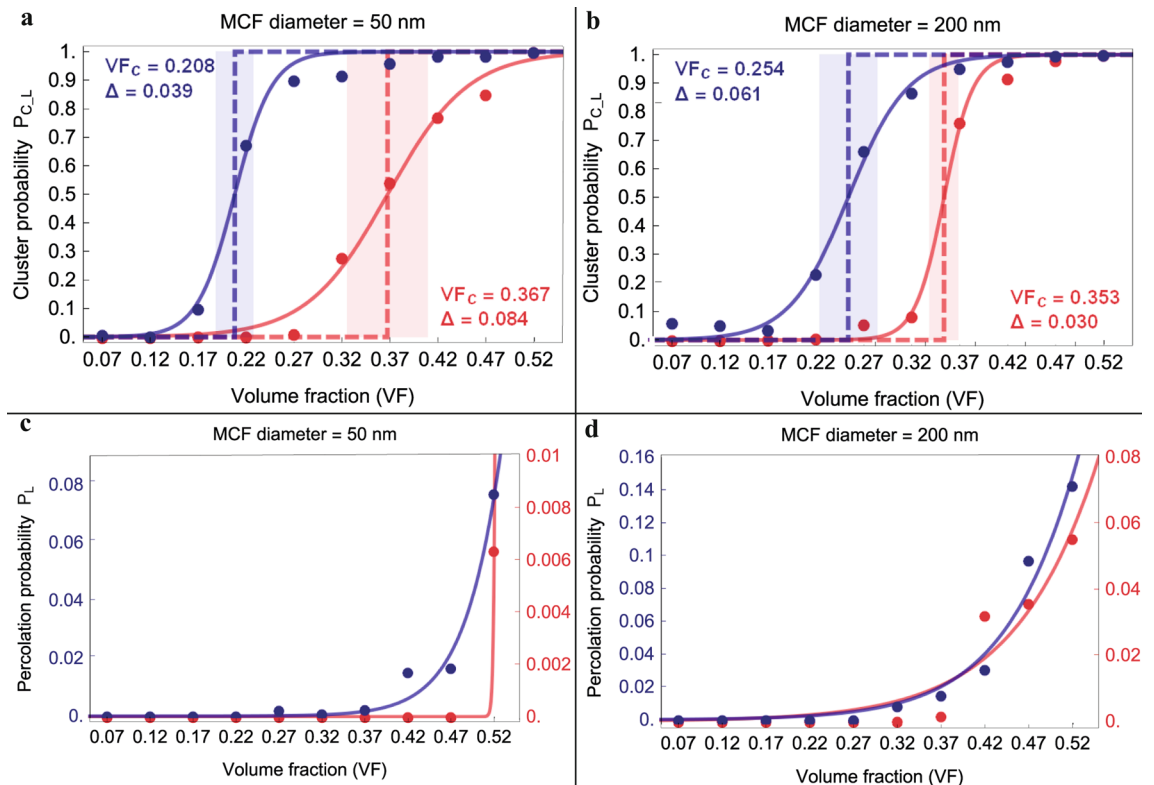 a
MCF diameter = 50 nm
Cluster probability P_{C_L}
1.
0.9
0.8
0.7
0.6
0.5
0.4
0.3
0.2
0.1
0.
VF_C = 0.208
Δ = 0.039
VF_C = 0.367
Δ = 0.084
0.07 0.12 0.17 0.22 0.27 0.32 0.37 0.42 0.47 0.52
Volume fraction (VF)
b
MCF diameter = 200 nm
Cluster probability P_{C_L}
1.
0.9
0.8
0.7
0.6
0.5
0.4
0.3
0.2
0.1
0.
VF_C = 0.254
Δ = 0.061
VF_C = 0.353
Δ = 0.030
0.07 0.12 0.17 0.22 0.27 0.32 0.37 0.42 0.47 0.52
Volume fraction (VF)
c
MCF diameter = 50 nm
Percolation probability P_L
0.08
0.06
0.04
0.02
0.
0.01
0.008
0.006
0.004
0.002
0.
0.07 0.12 0.17 0.22 0.27 0.32 0.37 0.42 0.47 0.52
Volume fraction (VF)
d
MCF diameter = 200 nm
Percolation probability P_L
0.16
0.14
0.12
0.1
0.08
0.06
0.04
0.02
0.
0.08
0.06
0.04
0.02
0.
0.07 0.12 0.17 0.22 0.27 0.32 0.37 0.42 0.47 0.52
Volume fraction (VF)